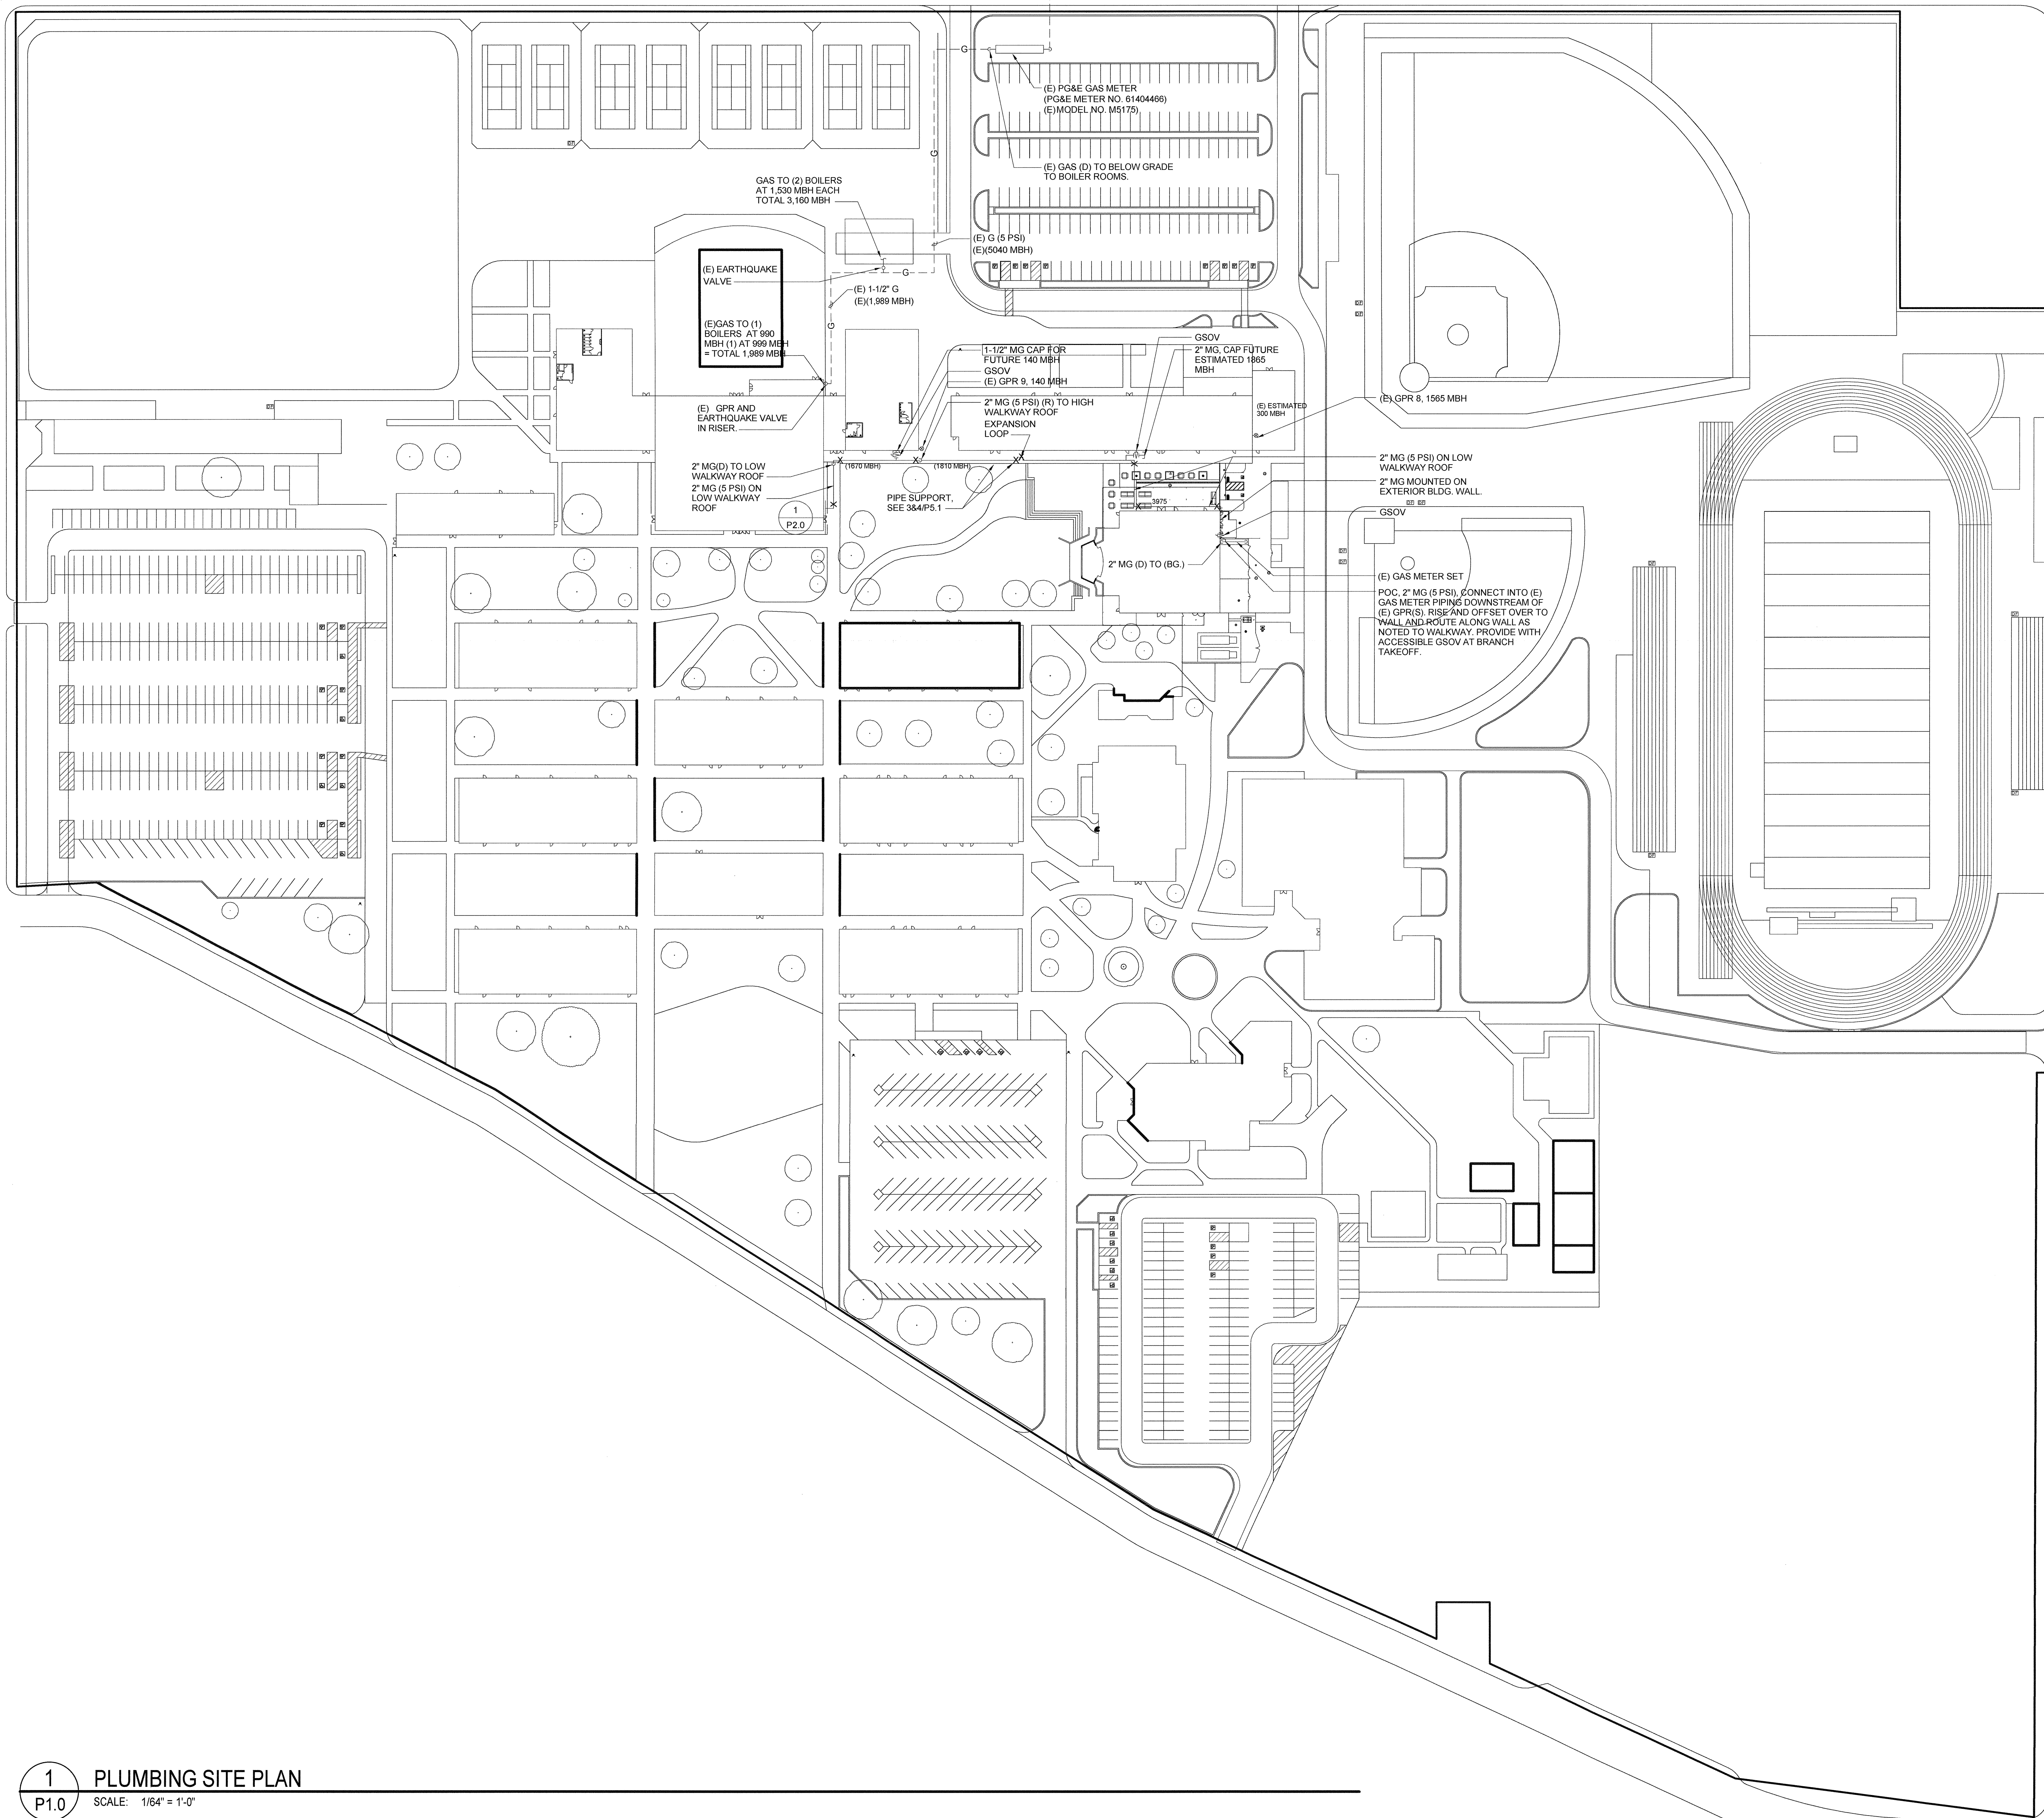 G
(E) PG&E GAS METER
(PG&E METER NO. 61404466)
(E)MODEL NO. M5175)
G
(E) GAS (D) TO BELOW GRADE
TO BOILER ROOMS.
GAS TO (2) BOILERS
AT 1,530 MBH EACH
TOTAL 3,160 MBH
(E) G (5 PSI)
(E)(5040 MBH)
G
(E) EARTHQUAKE
VALVE
(E) 1-1/2" G
(E)(1,989 MBH)
G
(E)GAS TO (1)
BOILERS AT 990
MBH (1) AT 999 MBH
= TOTAL 1,989 MBH
1-1/2" MG CAP FOR
FUTURE 140 MBH
GSOV
(E) GPR 9, 140 MBH
GSOV
2" MG, CAP FUTURE
ESTIMATED 1865
MBH
(E) GPR AND
EARTHQUAKE VALVE
IN RISER.
2" MG (5 PSI) (R) TO HIGH
WALKWAY ROOF
EXPANSION
LOOP
(E) ESTIMATED
300 MBH
(E) GPR 8, 1565 MBH
2" MG(D) TO LOW
WALKWAY ROOF
2" MG (5 PSI) ON
LOW WALKWAY
ROOF
(1670 MBH)
(1810 MBH)
PIPE SUPPORT,
SEE 3&4/P5.1
1
P2.0
3975
2" MG (5 PSI) ON LOW
WALKWAY ROOF
2" MG MOUNTED ON
EXTERIOR BLDG. WALL.
GSOV
2" MG (D) TO (BG.)
(E) GAS METER SET
POC, 2" MG (5 PSI), CONNECT INTO (E)
GAS METER PIPING DOWNSTREAM OF
(E) GPR(S). RISE AND OFFSET OVER TO
WALL AND ROUTE ALONG WALL AS
NOTED TO WALKWAY. PROVIDE WITH
ACCESSIBLE GSOV AT BRANCH
TAKEOFF.
1
P1.0
PLUMBING SITE PLAN
SCALE: 1/64" = 1'-0"